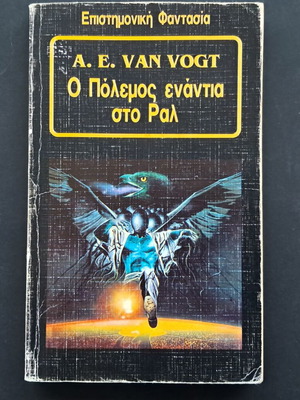 Επιστημονική Φαντασία
A. E. VAN VOGT
Ο Πόλεμος ενάντια
στο Ραλ